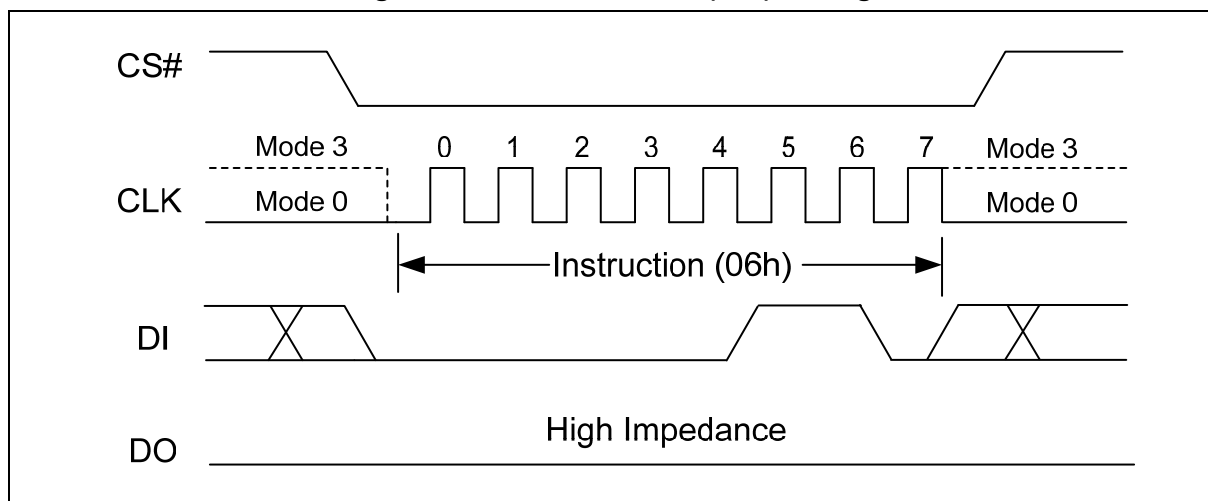 CS#
Mode 3 0 1 2 3 4 5 6 7 Mode 3
CLK Mode 0 Mode 0
Instruction (06h)
DI
High Impedance
DO